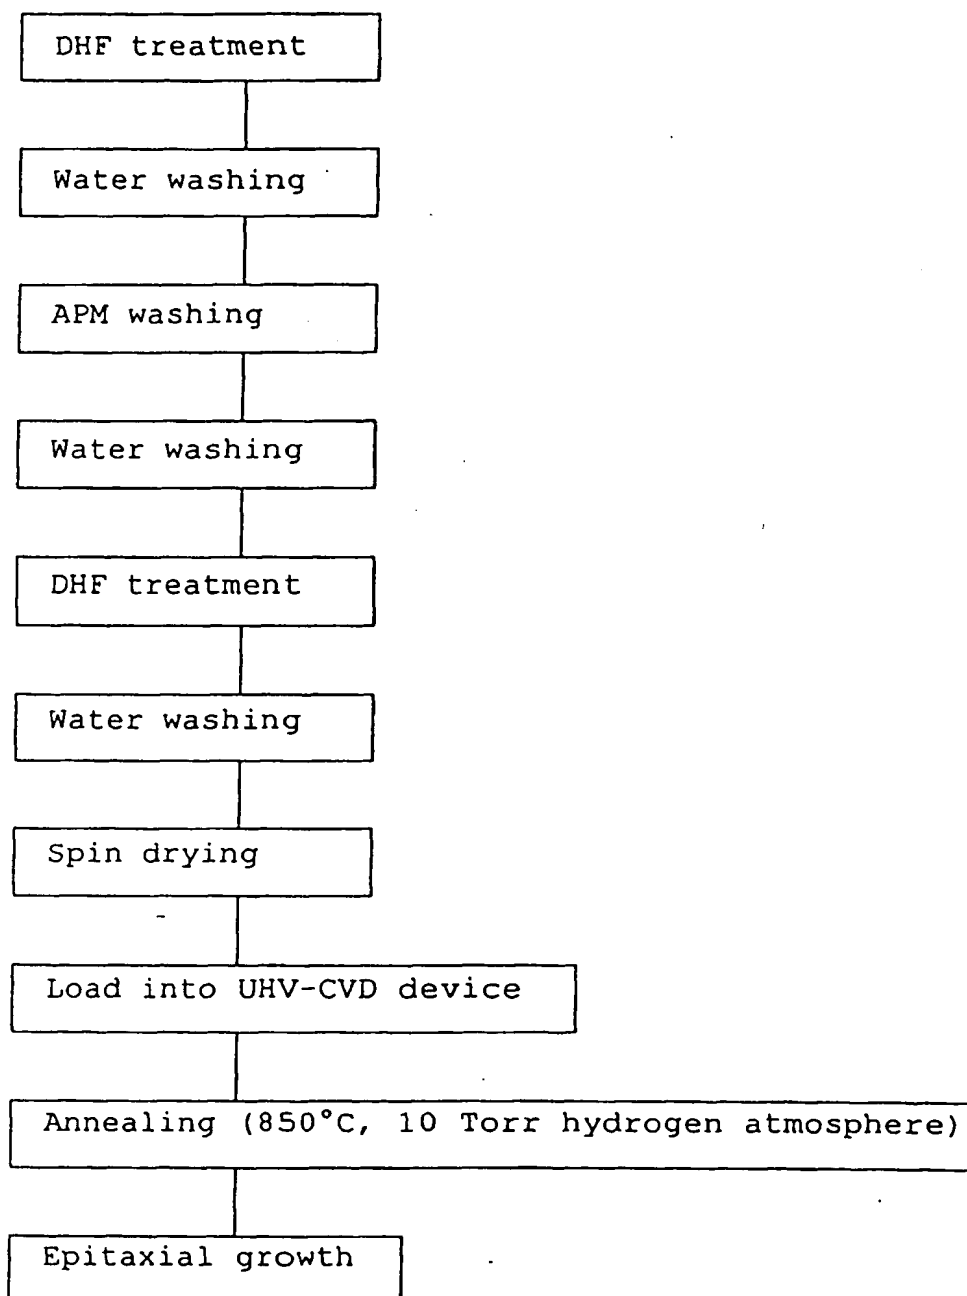 DHF treatment
Water washing
APM washing
Water washing
DHF treatment
Water washing
Spin drying
Load into UHV-CVD device
Annealing (850°C, 10 Torr hydrogen atmosphere)
Epitaxial growth